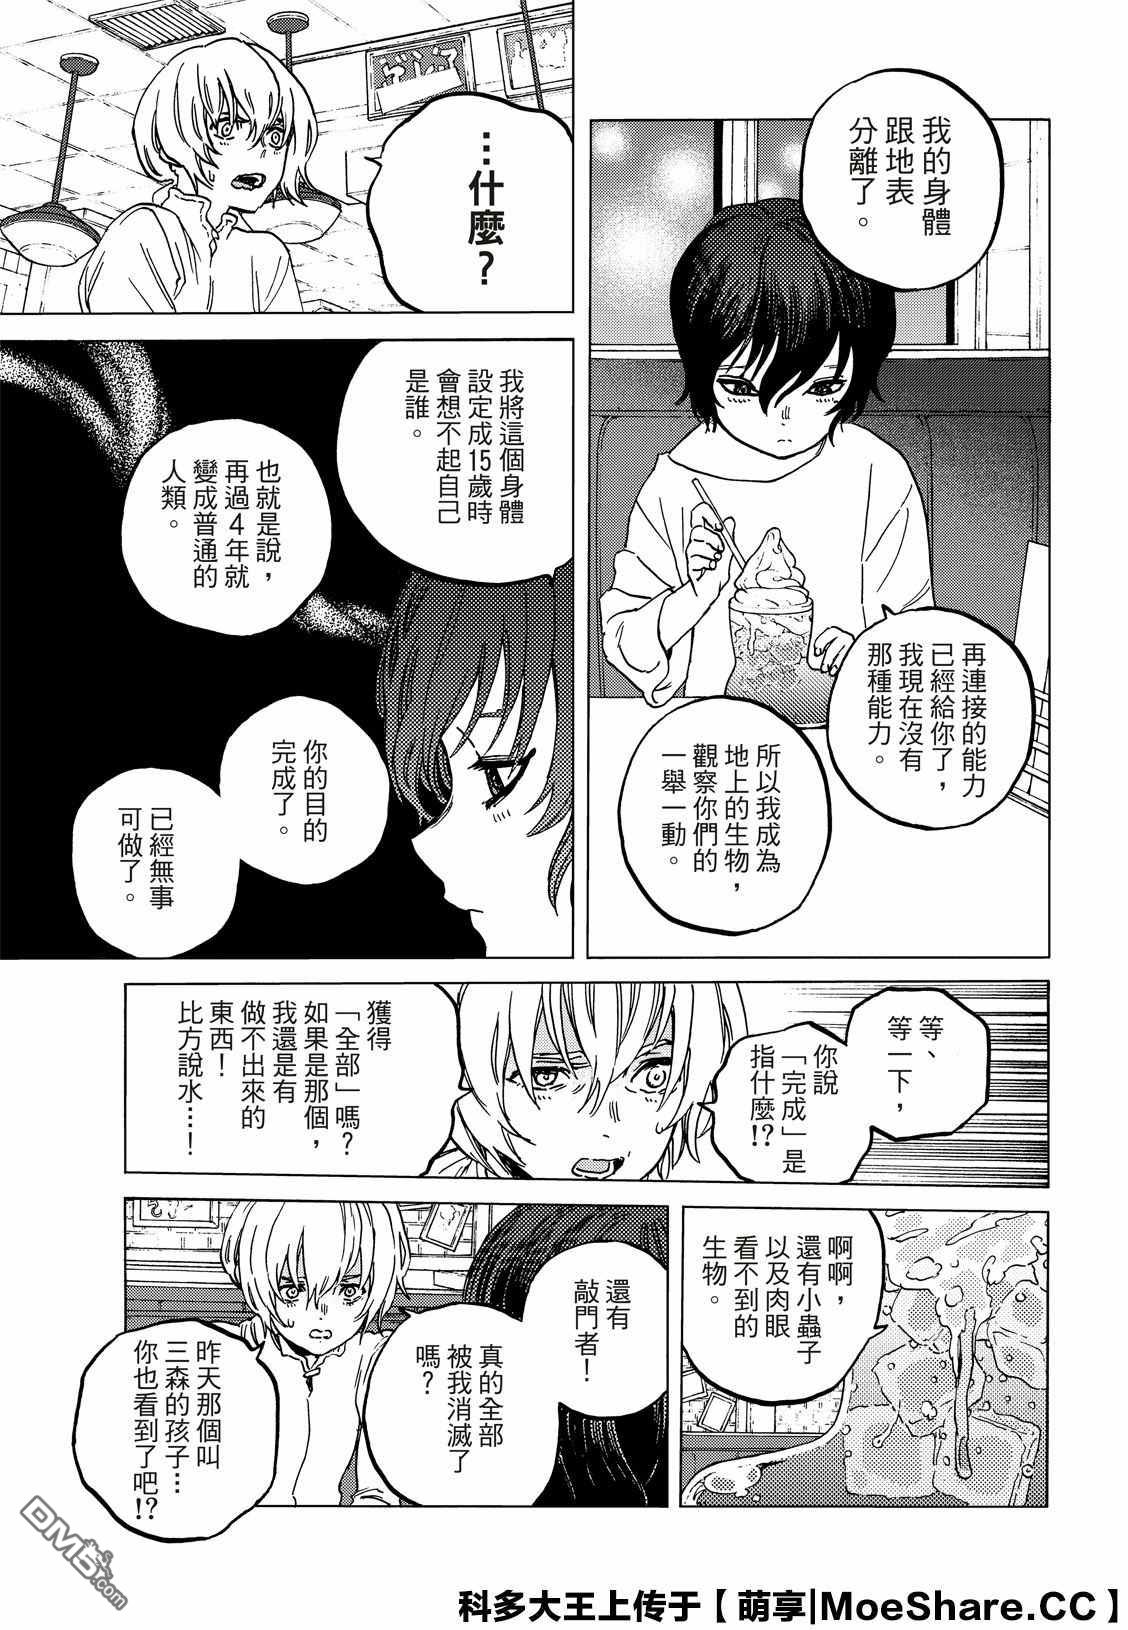 我的身體
跟地表
分離了。
再連接的能力
已經給你了，
我現在沒有
那種能力。
所以我成為
地上的生物，
觀察你們的
一舉一動。
…什麼？
我將這個身體
設定成15歲時
會想不起自己
是誰。
也就是說，
再過4年就
變成普通的
人類。
你的目的
完成了。
已經無事
可做了。
等、
等一下，
你說
「完成」是
指什麼!?
獲得
「全部」嗎？
如果是那個，
我還是有
做不出來的
東西！
比方說水…！
啊啊，
還有小蟲子
以及肉眼
看不到的
生物。
還有
敲門者！
真的全部
被我消滅了
嗎？
昨天那個叫
三森的孩子…
你也看到了吧!?
DM5
.com
科多大王上传于【萌享|MoeShare.CC】